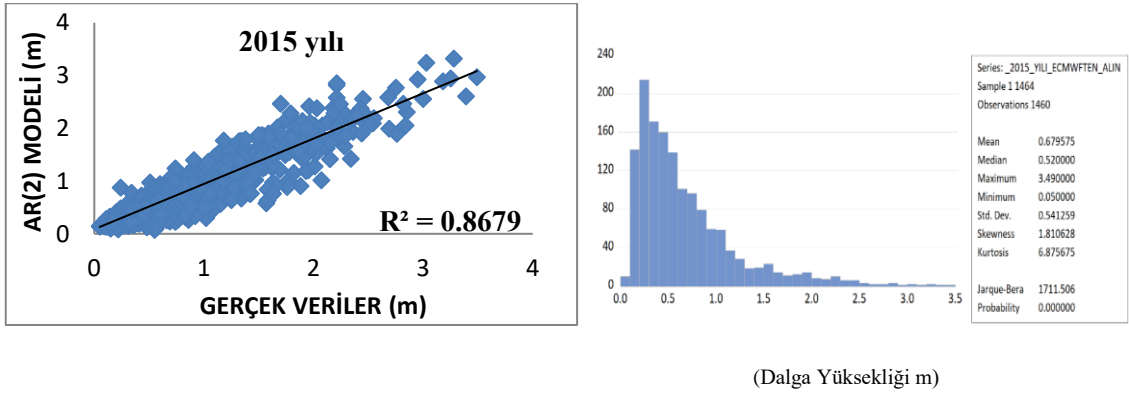 2015 yılı
AR(2) MODELİ (m)
4
3
2
1
0
R² = 0.8679
0 1 2 3 4
GERÇEK VERİLER (m)
240
200
160
120
80
40
0
0.0 0.5 1.0 1.5 2.0 2.5 3.0 3.5
Series: _2015_YILI_ECMWFTEN_ALIN
Sample 1 1464
Observations 1460
Mean 0.679575
Median 0.520000
Maximum 3.490000
Minimum 0.050000
Std. Dev. 0.541259
Skewness 1.810628
Kurtosis 6.875675
Jarque-Bera 1711.506
Probability 0.000000
(Dalga Yüksekliği m)